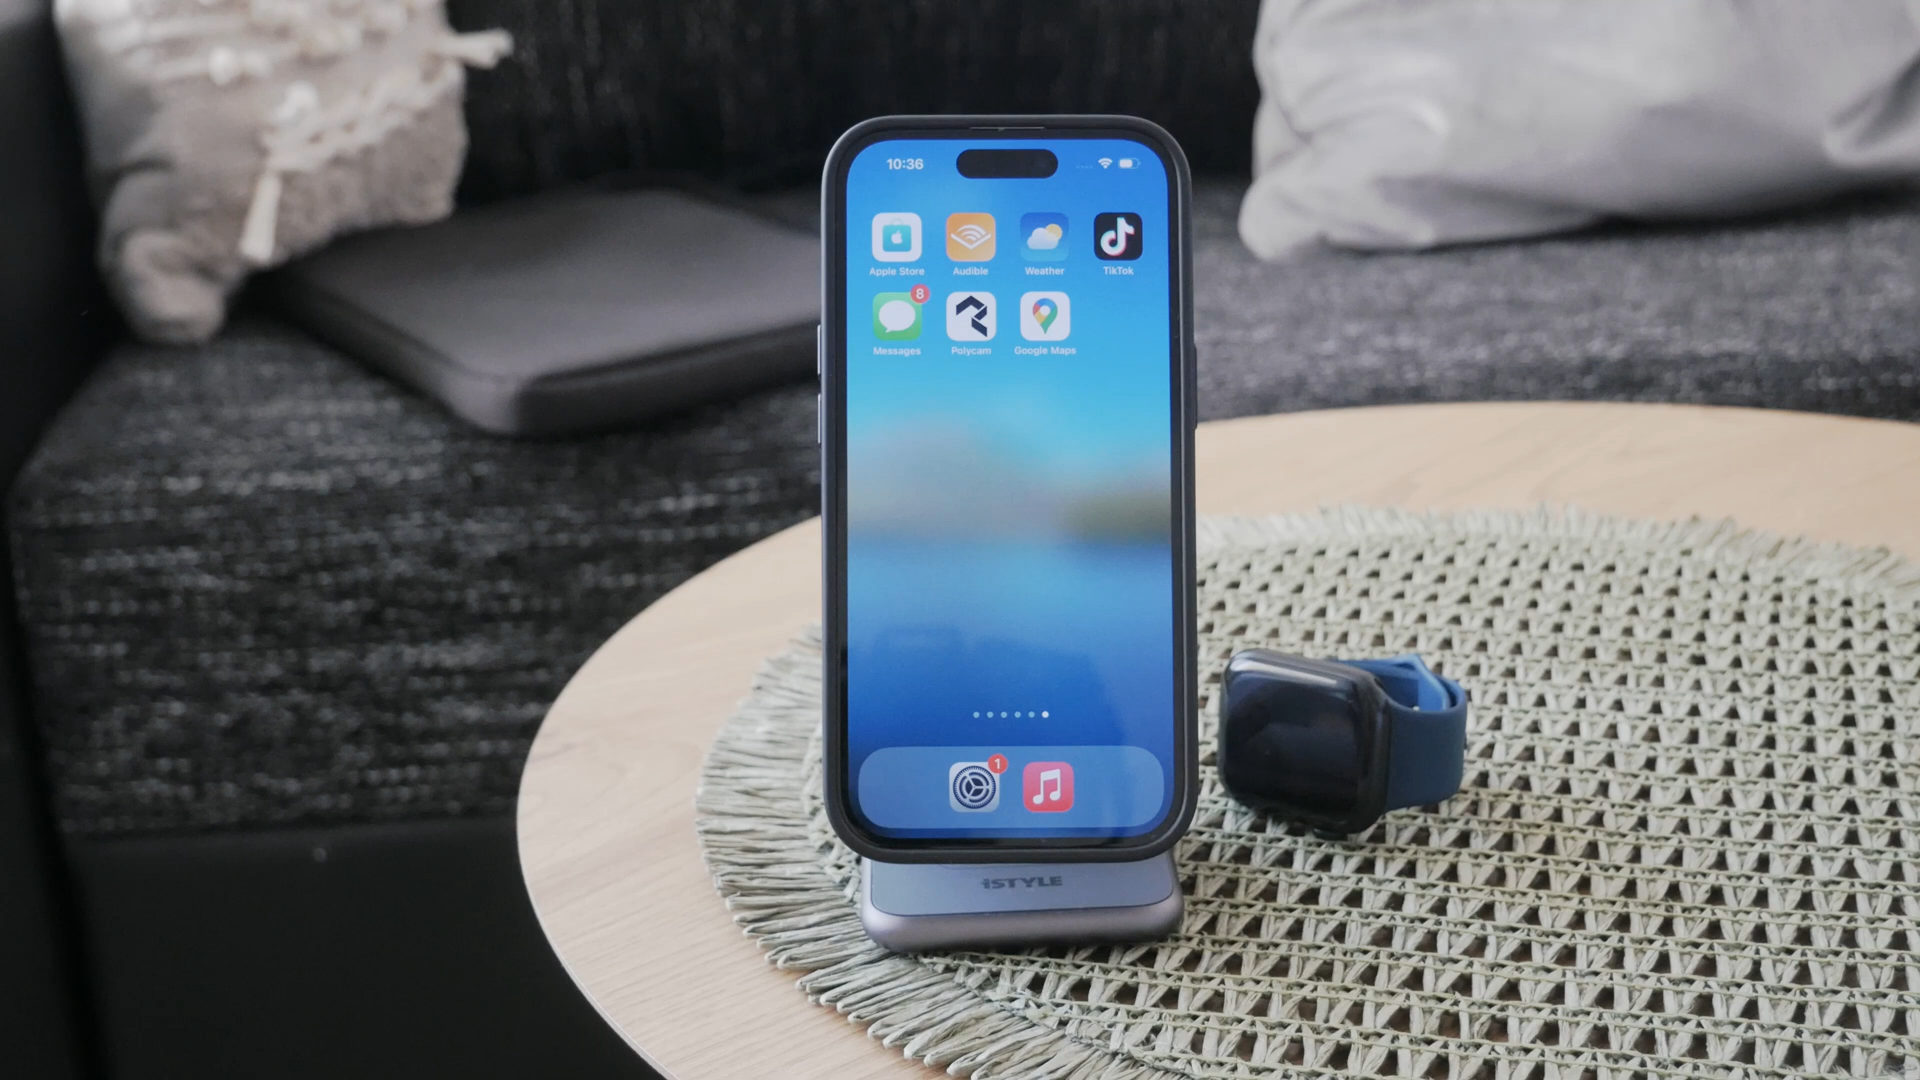 10:36
Apple Store Audible Weather TikTok
8
Messages Polycam Google Maps
1
iSTYLE